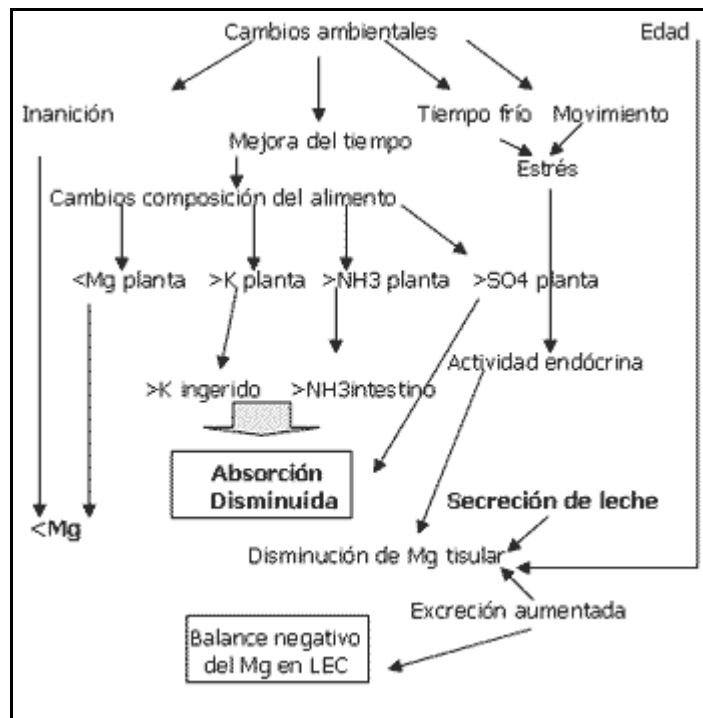 Cambios ambientales
Edad
Inanición
Tiempo frío
Movimiento
Mejora del tiempo
Estrés
Cambios composición del alimento
<Mg planta
>K planta
>NH3 planta
>SO4 planta
Actividad endócrina
>K ingerido
>NH3intestino
Absorción
Disminuida
Secreción de leche
<Mg
Disminución de Mg tisular
Excreción aumentada
Balance negativo
del Mg en LEC